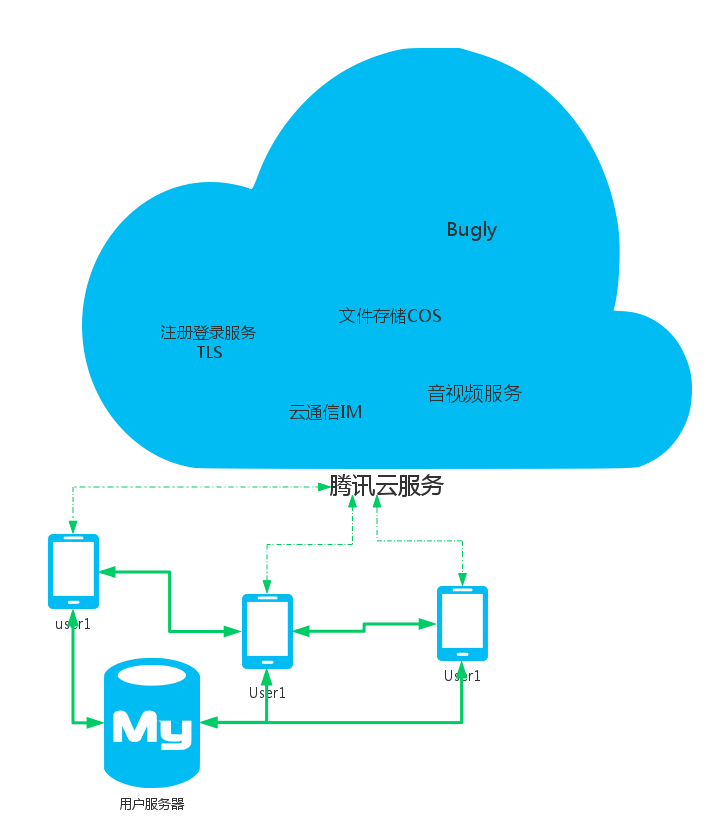 Bugly
文件存储COS
注册登录服务
TLS
音视频服务
云通信IM
腾讯云服务
user1
User1
User1
My
用户服务器